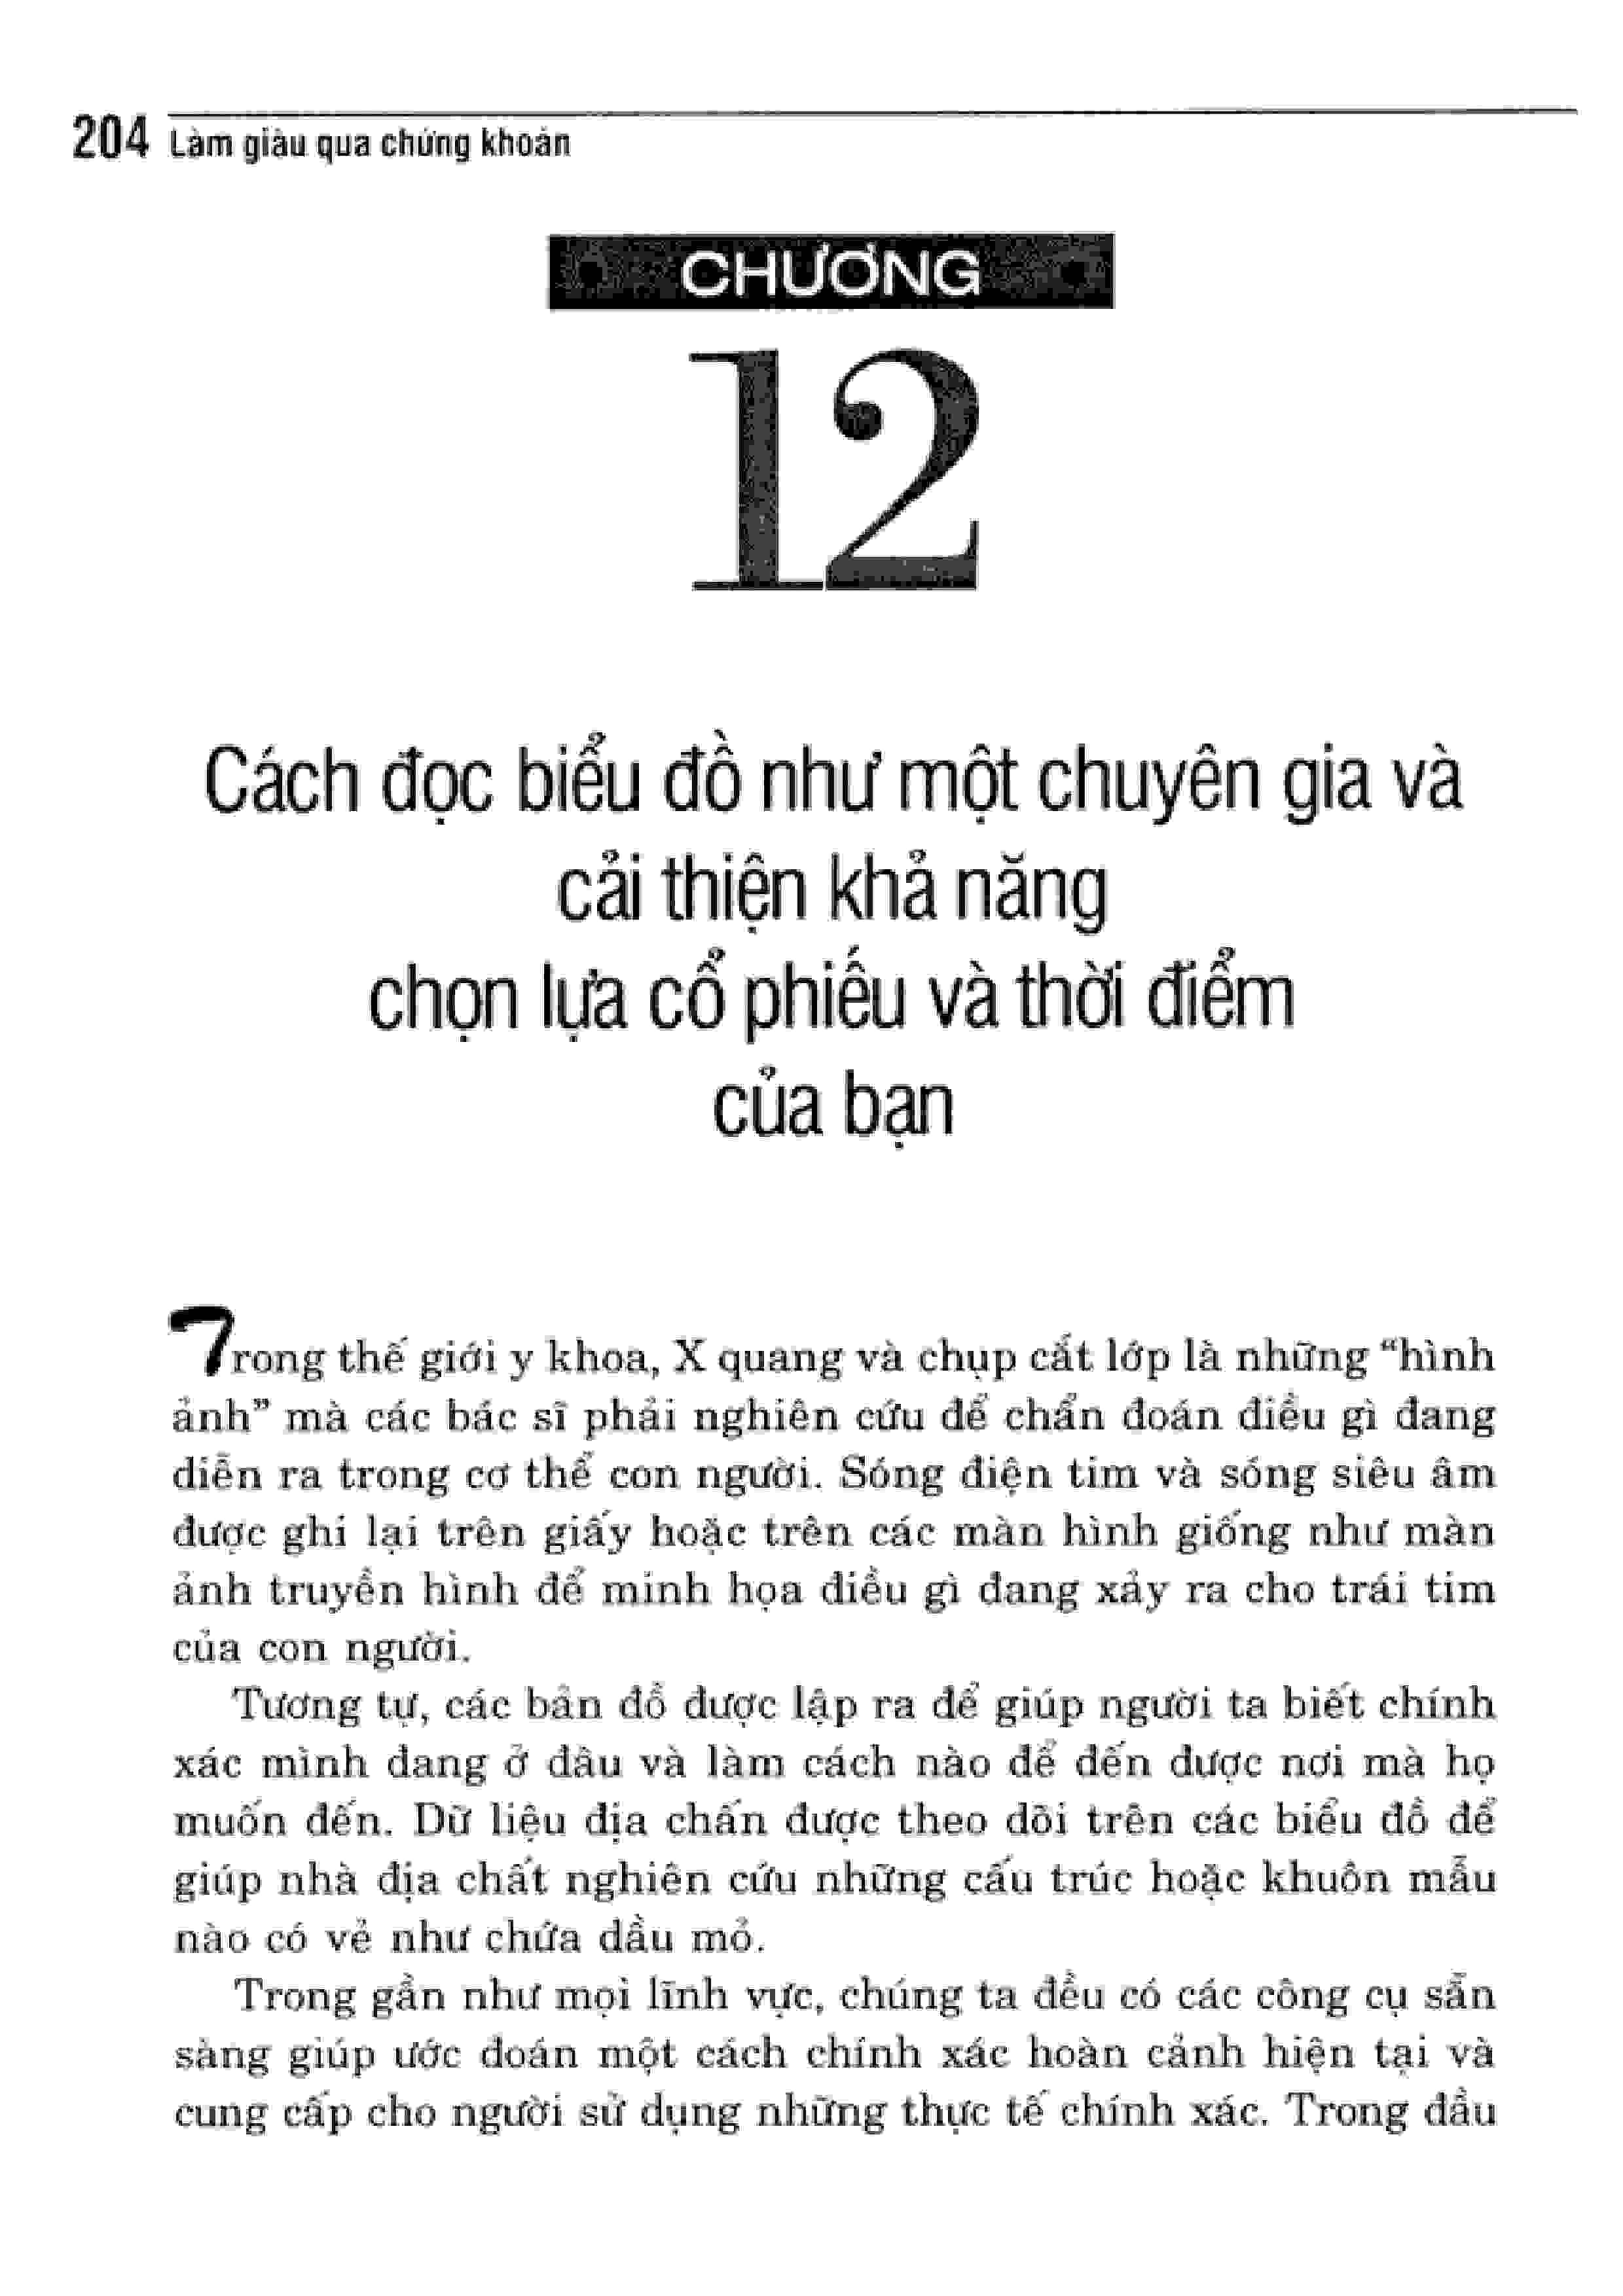 204 Làm giàu qua chứng khoán
CHƯƠNG
12
Cách đọc biểu đồ như một chuyên gia và
cải thiện khả năng
chọn lựa cổ phiếu và thời điểm
của bạn
Trong thế giới y khoa, X quang và chụp cắt lớp là những “hình
ảnh” mà các bác sĩ phải nghiên cứu để chẩn đoán điều gì đang
diễn ra trong cơ thể con người. Sóng điện tim và sóng siêu âm
được ghi lại trên giấy hoặc trên các màn hình giống như màn
ảnh truyền hình để minh họa điều gì đang xảy ra cho trái tim
của con người.
Tương tự, các bản đồ được lập ra để giúp người ta biết chính
xác mình đang ở đâu và làm cách nào để đến được nơi mà họ
muốn đến. Dữ liệu địa chấn được theo dõi trên các biểu đồ để
giúp nhà địa chất nghiên cứu những cấu trúc hoặc khuôn mẫu
nào có vẻ như chứa dầu mỏ.
Trong gần như mọi lĩnh vực, chúng ta đều có các công cụ sẵn
sàng giúp ước đoán một cách chính xác hoàn cảnh hiện tại và
cung cấp cho người sử dụng những thực tế chính xác. Trong đầu